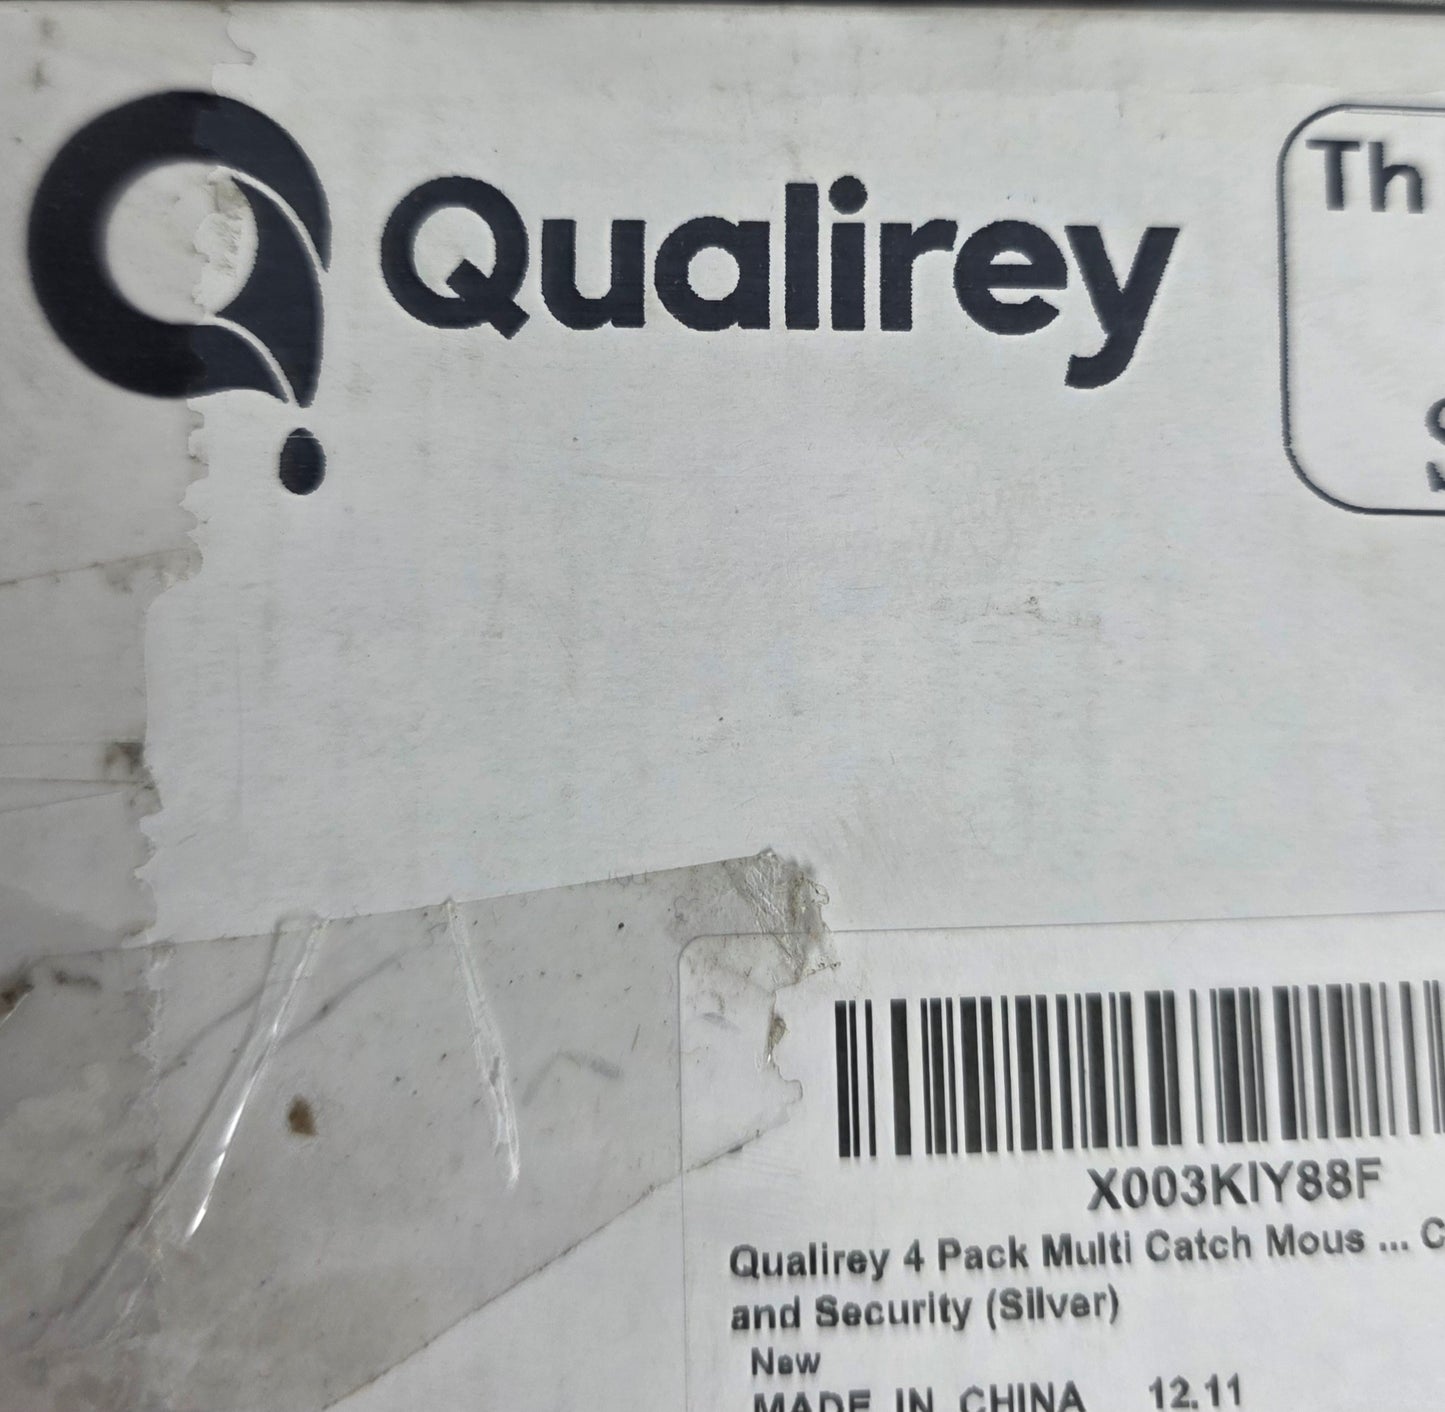 Qualirey
Th
S
X003KIY88F
Qualirey 4 Pack Multi Catch Mous ... C
and Security (Silver)
New
MADE IN CHINA 12.11